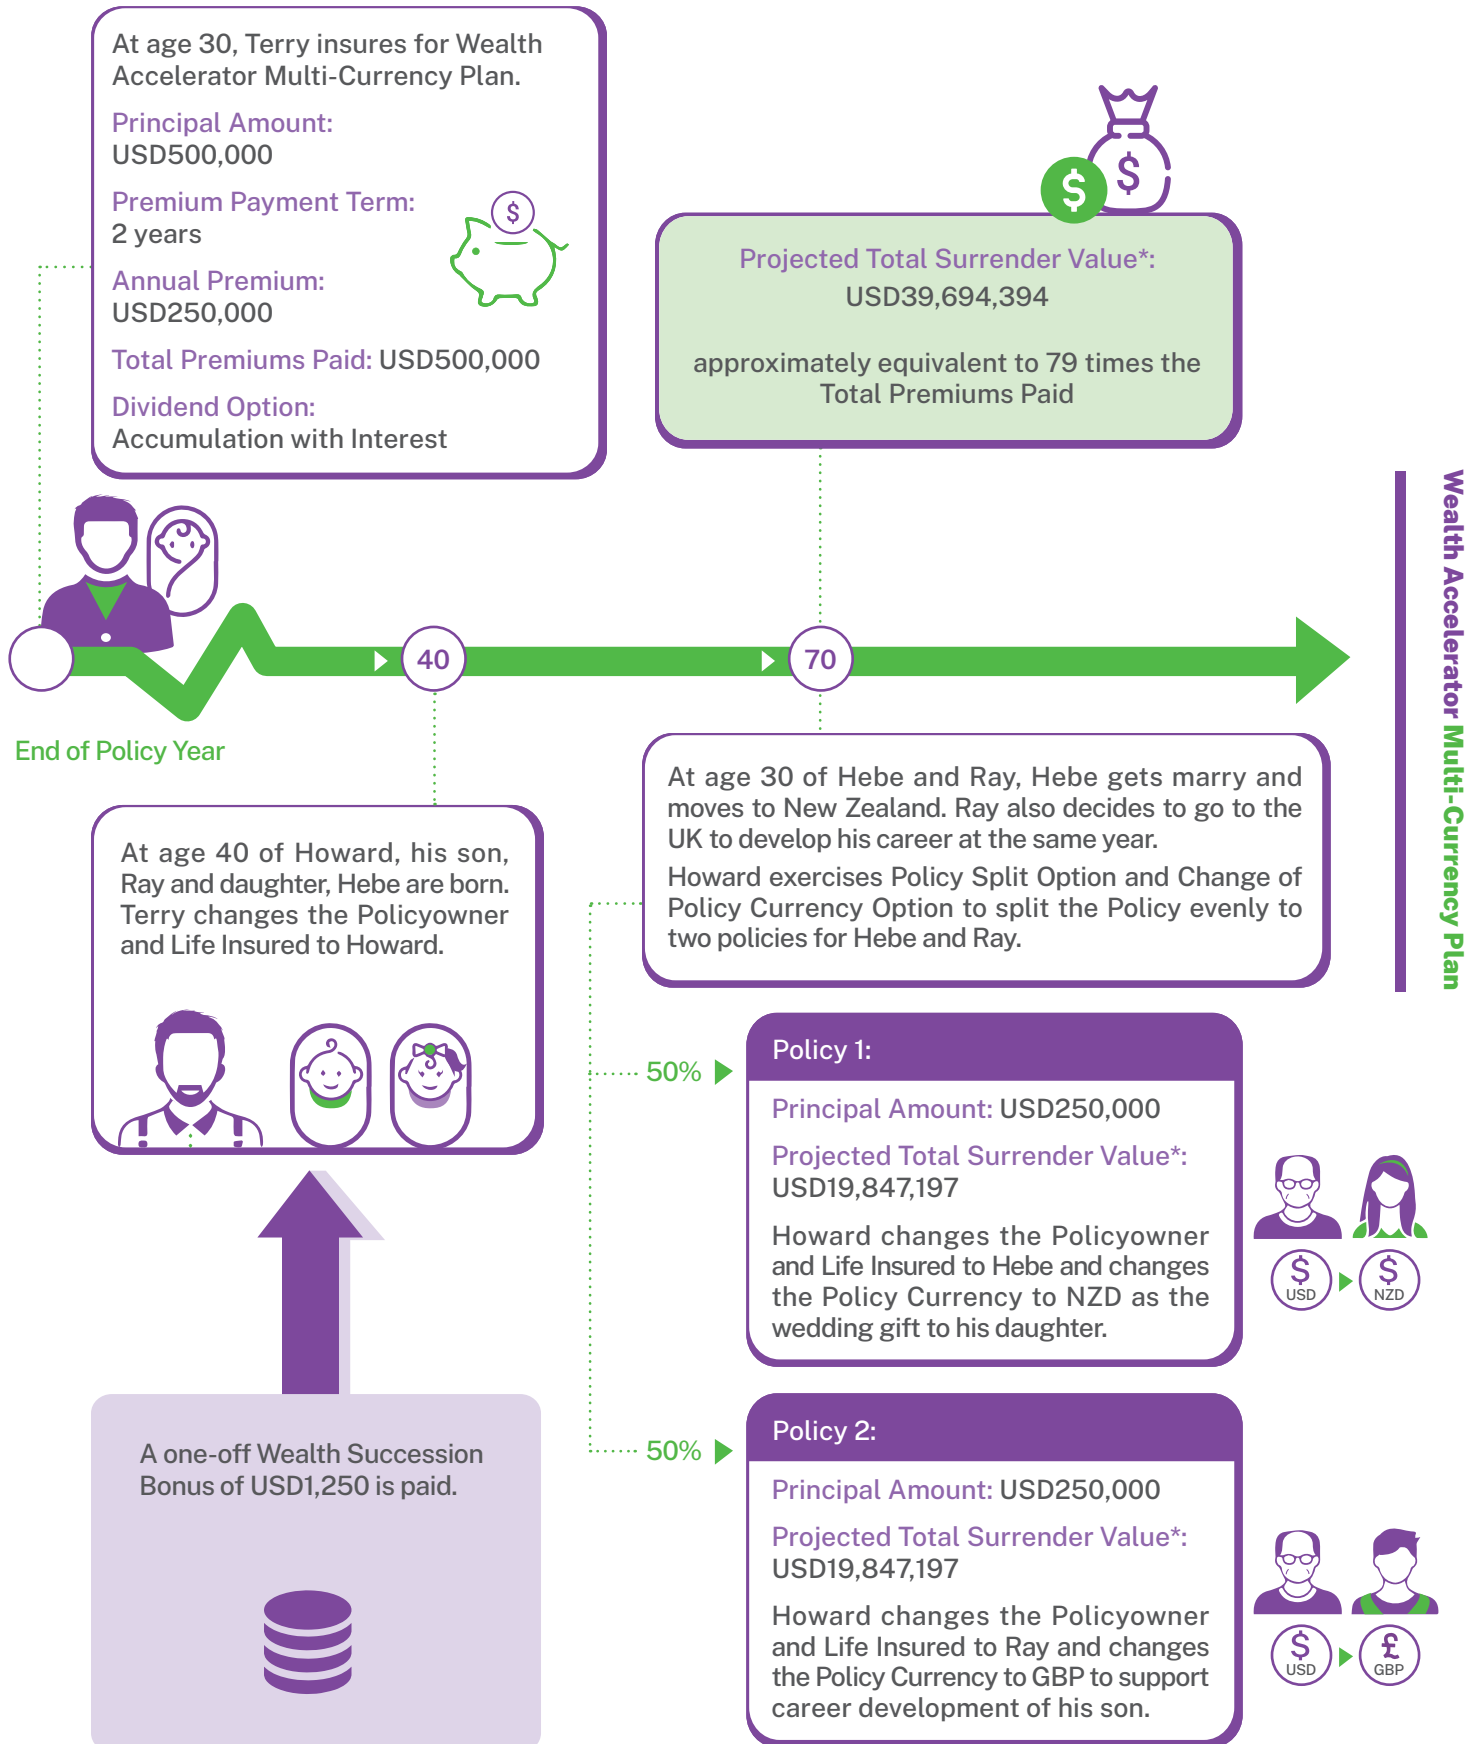 At age 30, Terry insures for Wealth
Accelerator Multi-Currency Plan.
Principal Amount:
USD500,000
Premium Payment Term:
2 years
Annual Premium:
USD250,000
Total Premiums Paid: USD500,000
Dividend Option:
Accumulation with Interest
$
$
$
Projected Total Surrender Value*:
USD39,694,394
approximately equivalent to 79 times the
Total Premiums Paid
40
70
End of Policy Year
Wealth Accelerator Multi-Currency Plan
At age 40 of Howard, his son,
Ray and daughter, Hebe are born.
Terry changes the Policyowner
and Life Insured to Howard.
At age 30 of Hebe and Ray, Hebe gets marry and
moves to New Zealand. Ray also decides to go to the
UK to develop his career at the same year.
Howard exercises Policy Split Option and Change of
Policy Currency Option to split the Policy evenly to
two policies for Hebe and Ray.
A one-off Wealth Succession
Bonus of USD1,250 is paid.
50%
Policy 1:
Principal Amount: USD250,000
Projected Total Surrender Value*:
USD19,847,197
Howard changes the Policyowner
and Life Insured to Hebe and changes
the Policy Currency to NZD as the
wedding gift to his daughter.
$ $
USD NZD
50%
Policy 2:
Principal Amount: USD250,000
Projected Total Surrender Value*:
USD19,847,197
Howard changes the Policyowner
and Life Insured to Ray and changes
the Policy Currency to GBP to support
career development of his son.
$ £
USD GBP